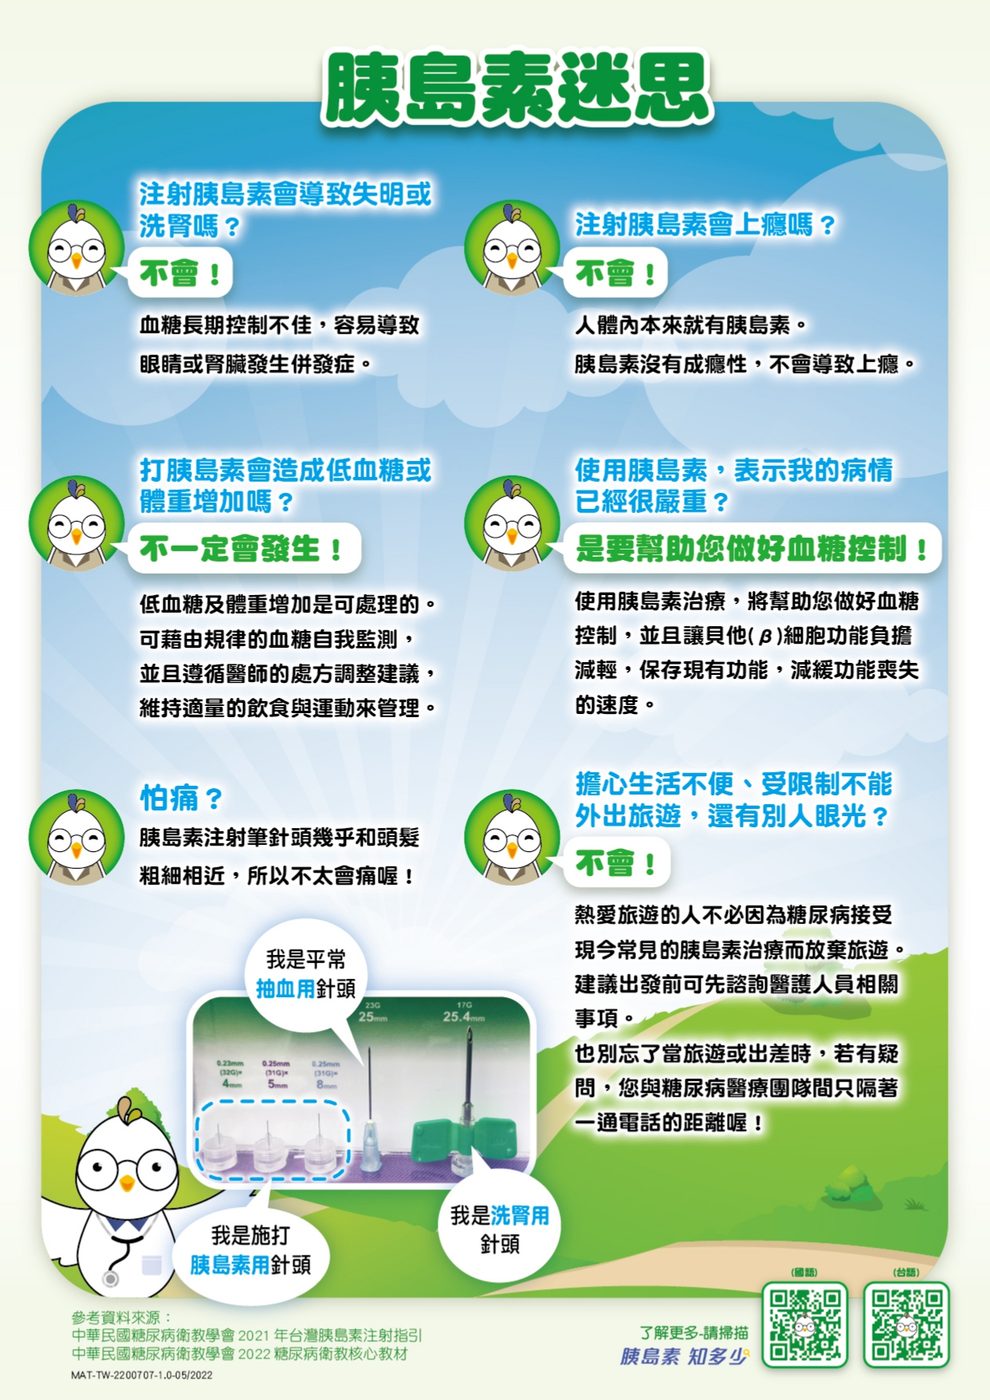 胰島素迷思
注射胰島素會導致失明或
洗腎嗎？
不會！
血糖長期控制不佳，容易導致
眼睛或腎臟發生併發症。
注射胰島素會上癮嗎？
不會！
人體內本來就有胰島素。
胰島素沒有成癮性，不會導致上癮。
打胰島素會造成低血糖或
體重增加嗎？
不一定會發生！
低血糖及體重增加是可處理的。
可藉由規律的血糖自我監測，
並且遵循醫師的處方調整建議，
維持適量的飲食與運動來管理。
使用胰島素，表示我的病情
已經很嚴重？
是要幫助您做好血糖控制！
使用胰島素治療，將幫助您做好血糖
控制，並且讓貝他(β)細胞功能負擔
減輕，保存現有功能，減緩功能喪失
的速度。
怕痛？
胰島素注射筆針頭幾乎和頭髮
粗細相近，所以不太會痛喔！
我是平常
抽血用針頭
23G
25mm
17G
25.4mm
0.23mm
(32G)×
4mm
0.25mm
(31G)×
5mm
0.25mm
(31G)×
8mm
我是施打
胰島素用針頭
我是洗腎用
針頭
擔心生活不便、受限制不能
外出旅遊，還有別人眼光？
不會！
熱愛旅遊的人不必因為糖尿病接受
現今常見的胰島素治療而放棄旅遊。
建議出發前可先諮詢醫護人員相關
事項。
也別忘了當旅遊或出差時，若有疑
問，您與糖尿病醫療團隊間只隔著
一通電話的距離喔！
參考資料來源：
中華民國糖尿病衛教學會 2021 年台灣胰島素注射指引
中華民國糖尿病衛教學會 2022 糖尿病衛教核心教材
MAT-TW-2200707-1.0-05/2022
了解更多-請掃描
胰島素 知多少
(國語)
(台語)